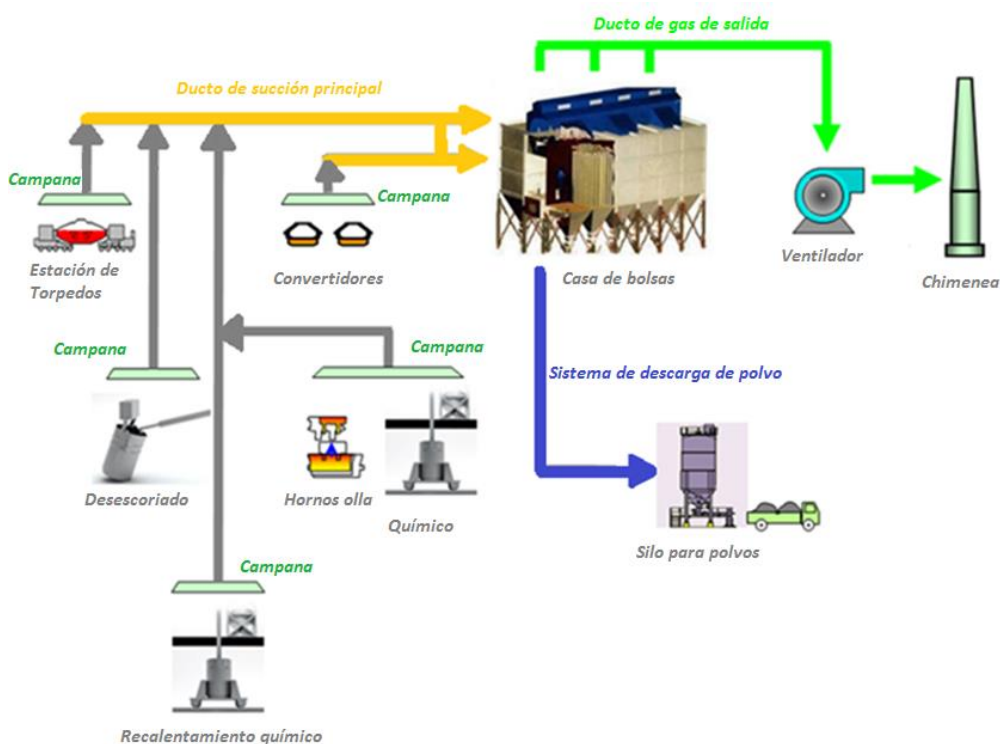 Ducto de gas de salida
Ducto de succión principal
Campana
Campana
Estación de
Torpedos
Convertidores
Casa de bolsas
Ventilador
Chimenea
Campana
Campana
Sistema de descarga de polvo
Desescoriado
Hornos olla
Químico
Silo para polvos
Campana
Recalentamiento químico